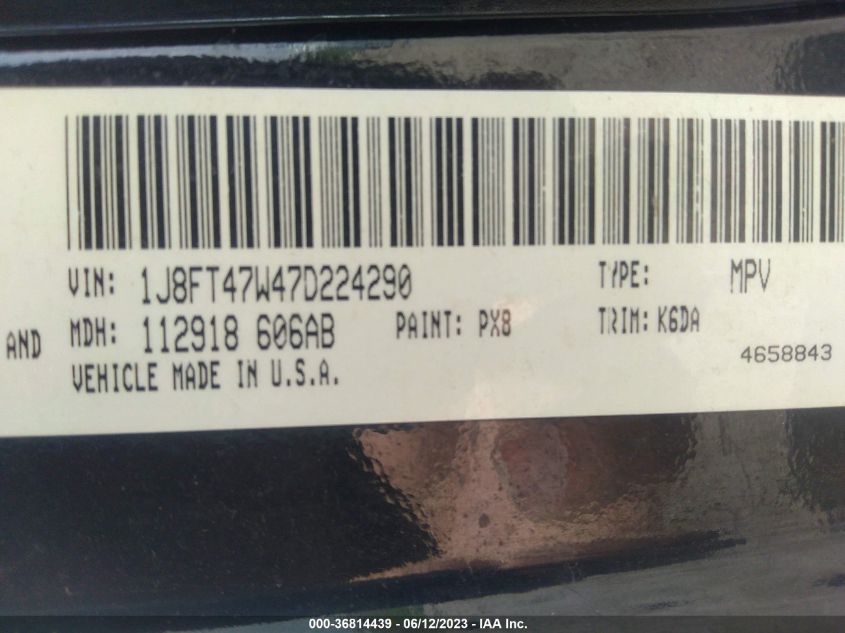 VIN: 1J8FT47W47D224290 TYPE: MPV
AND MDH: 112918 606AB PAINT: PX8 TRIM: K6DA
VEHICLE MADE IN U.S.A. 4658843
000-36814439 - 06/12/2023 - IAA Inc.